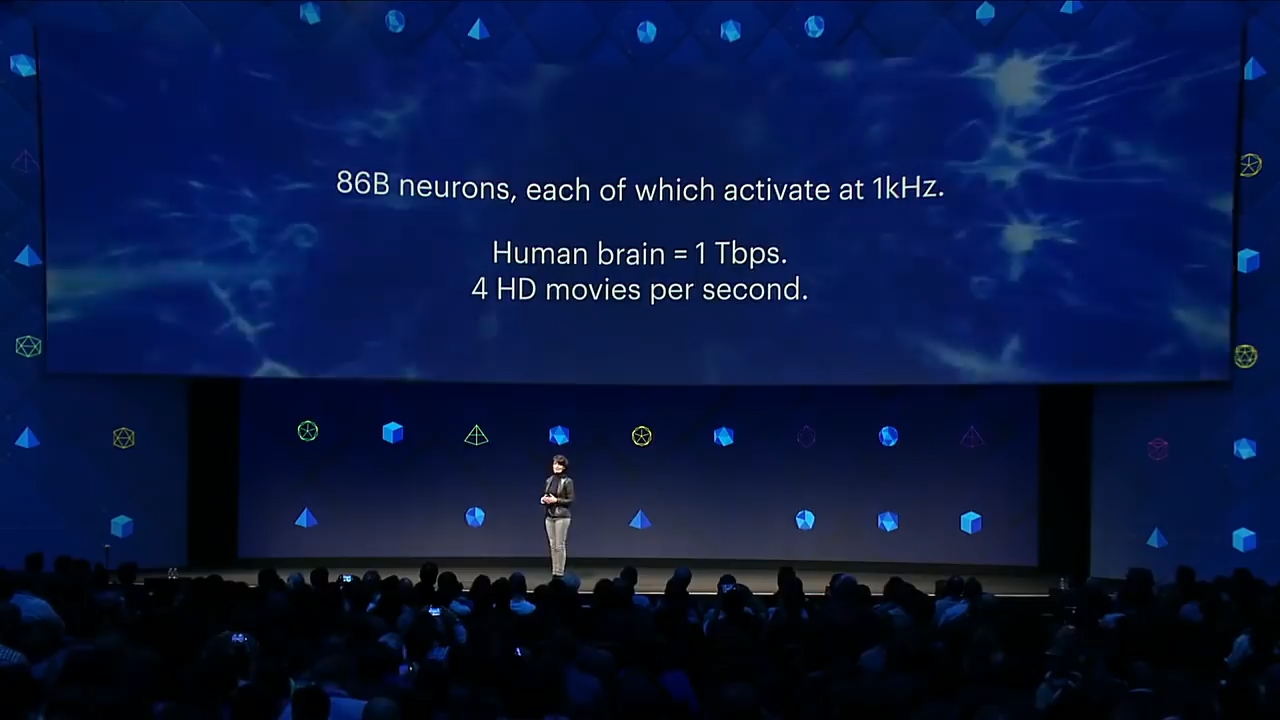 86B neurons, each of which activate at 1kHz.
Human brain = 1 Tbps.
4 HD movies per second.